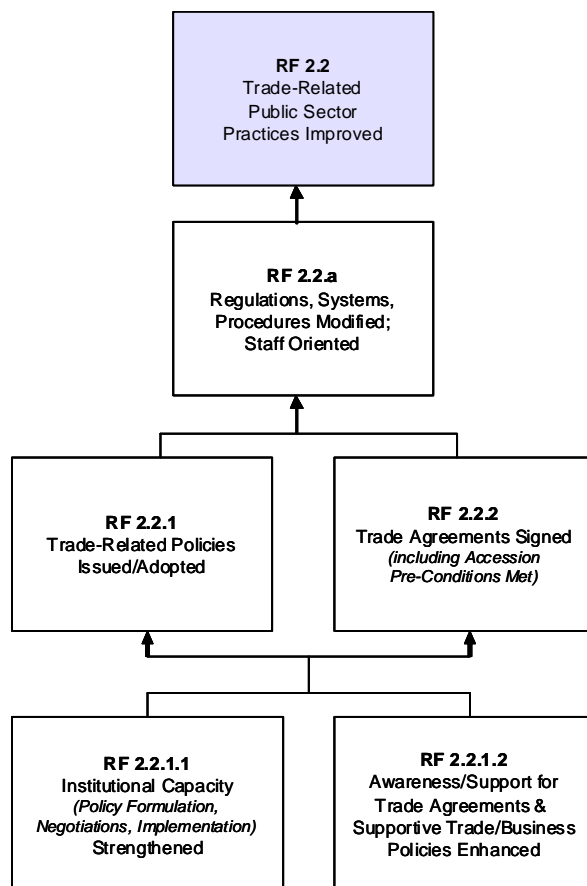 RF 2.2
Trade-Related
Public Sector
Practices Improved
RF 2.2.a
Regulations, Systems,
Procedures Modified;
Staff Oriented
RF 2.2.1
Trade-Related Policies
Issued/Adopted
RF 2.2.2
Trade Agreements Signed
(including Accession
Pre-Conditions Met)
RF 2.2.1.1
Institutional Capacity
(Policy Formulation,
Negotiations, Implementation)
Strengthened
RF 2.2.1.2
Awareness/Support for
Trade Agreements &
Supportive Trade/Business
Policies Enhanced